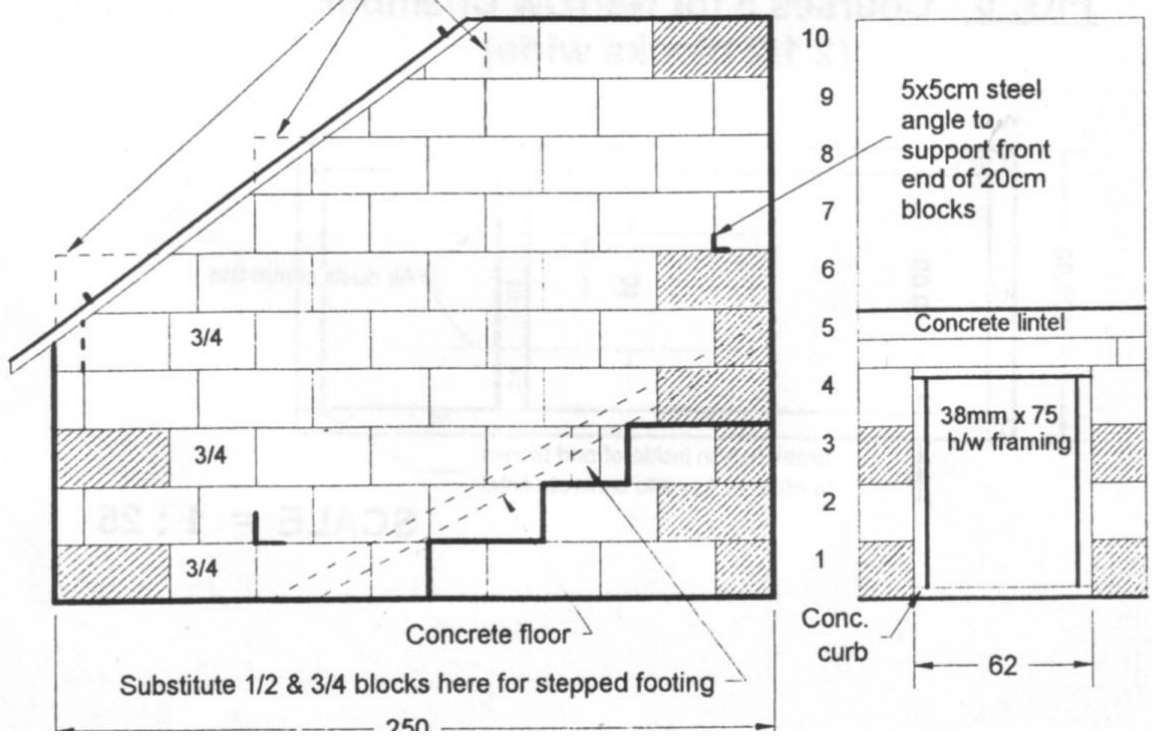 10
9
8
7
6
5
4
3
2
1
5x5cm steel
angle to
support front
end of 20cm
blocks
3/4
3/4
3/4
Concrete lintel
38mm x 75
h/w framing
Concrete floor
Substitute 1/2 & 3/4 blocks here for stepped footing
250
Conc.
curb
62
SCALE = 1 : 25